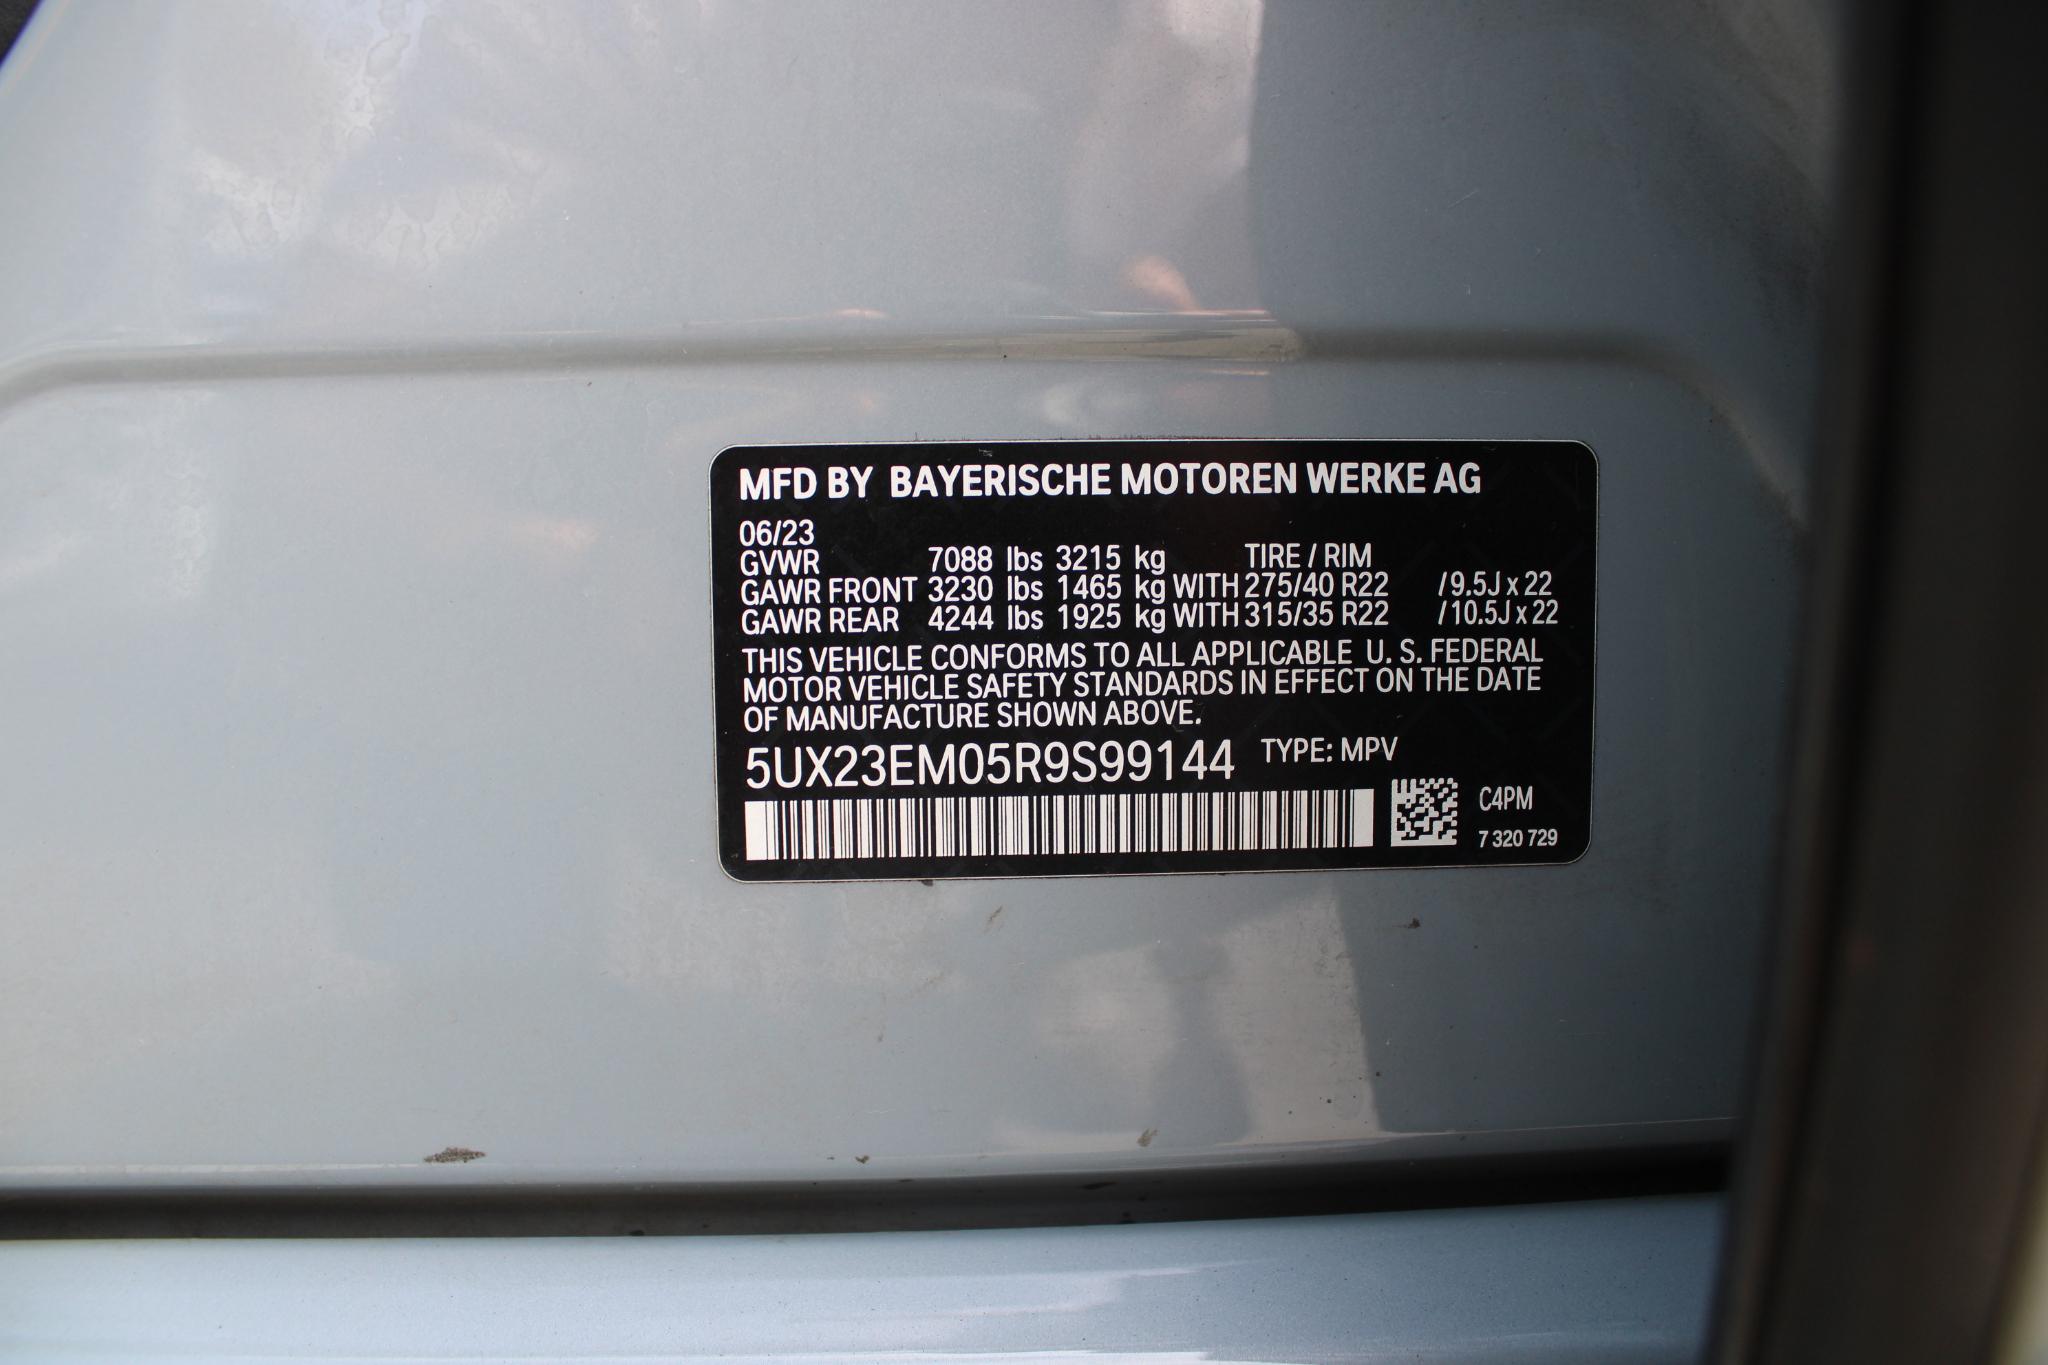 MFD BY BAYERISCHE MOTOREN WERKE AG
06/23
GVWR 7088 lbs 3215 kg TIRE / RIM
GAWR FRONT 3230 lbs 1465 kg WITH 275/40 R22 / 9.5J x 22
GAWR REAR 4244 lbs 1925 kg WITH 315/35 R22 / 10.5J x 22
THIS VEHICLE CONFORMS TO ALL APPLICABLE U. S. FEDERAL
MOTOR VEHICLE SAFETY STANDARDS IN EFFECT ON THE DATE
OF MANUFACTURE SHOWN ABOVE.
5UX23EM05R9S99144 TYPE: MPV
C4PM
7 320 729